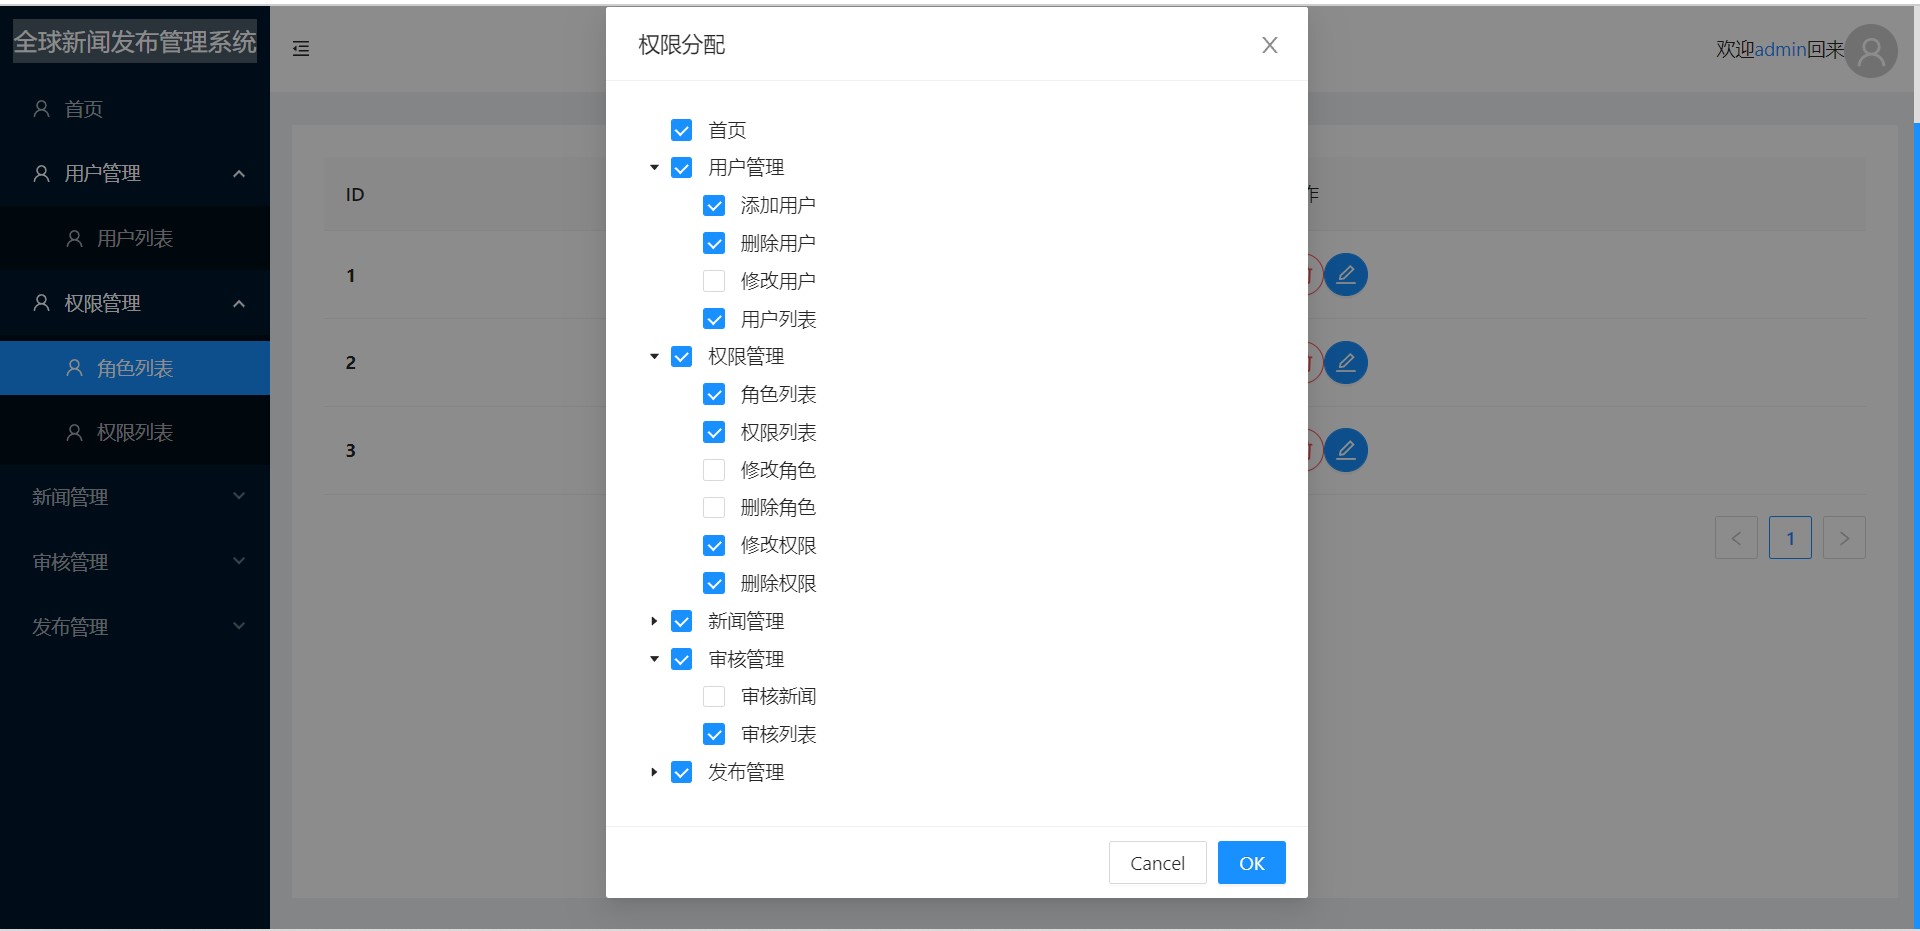 全球新闻发布管理系统
首页
用户管理
用户列表
权限管理
角色列表
权限列表
新闻管理
审核管理
发布管理
欢迎admin回来
ID
作
1
2
3
1
权限分配
首页
用户管理
添加用户
删除用户
修改用户
用户列表
权限管理
角色列表
权限列表
修改角色
删除角色
修改权限
删除权限
新闻管理
审核管理
审核新闻
审核列表
发布管理
Cancel OK